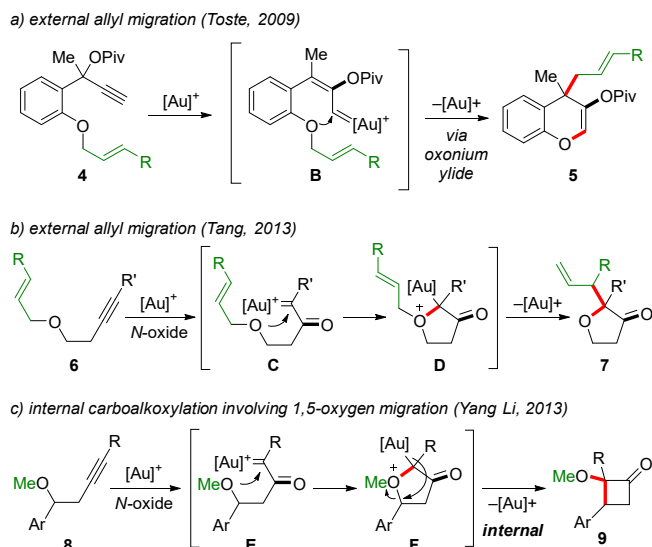 a) external allyl migration (Toste, 2009)
Me OPiv
O
R
4
[Au]+
Me
OPiv
[Au]+
O
R
B
–[Au]+
via
oxonium
ylide
R
Me
OPiv
O
5
b) external allyl migration (Tang, 2013)
R
R'
O
6
[Au]+
N-oxide
R
[Au]+ R'
O O
C
R
[Au] R'
O+ O
D
–[Au]+
R
R'
O O
7
c) internal carboalkoxylation involving 1,5-oxygen migration (Yang Li, 2013)
R
MeO
Ar
8
[Au]+
N-oxide
R
[Au]+
MeO O
Ar
E
[Au] R
+
MeO O
Ar
F
–[Au]+
internal
R O
MeO
Ar
9